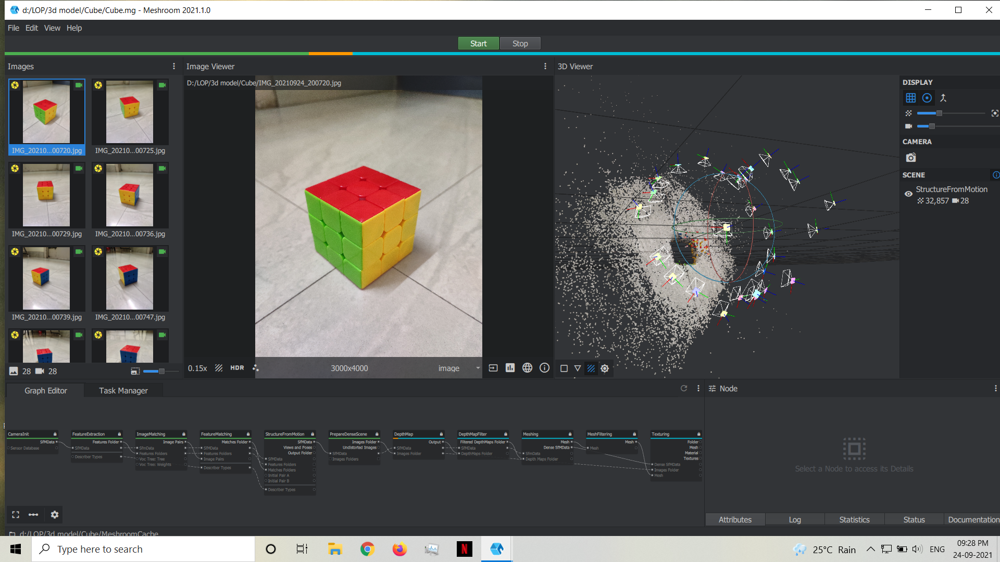 d:/LOP/3d model/Cube/Cube.mg - Meshroom 2021.1.0
File Edit View Help
Start Stop
Images
Image Viewer
3D Viewer
D:/LOP/3d model/Cube/IMG_20210924_200720.jpg
IMG_20210...00720.jpg
IMG_20210...00725.jpg
IMG_20210...00729.jpg
IMG_20210...00736.jpg
IMG_20210...00739.jpg
IMG_20210...00747.jpg
28 28
0.15x HDR 3000x4000 image
DISPLAY
CAMERA
SCENE
StructureFromMotion
32,857 28
Graph Editor Task Manager
CameraInit
SfMData
Sensor Database
FeatureExtraction
Features Folder
SfMData
Describer Types
ImageMatching
Image Pairs
SfmData
Features Folders
Voc Tree: Tree
Voc Tree: Weights
FeatureMatching
Matches Folder
SfMData
Features Folders
Image Pairs
Describer Types
StructureFromMotion
SfMData
Views and Poses
Output Folder
SfMData
Features Folders
Matches Folders
Initial Pair A
Initial Pair B
Describer Types
PrepareDenseScene
Images Folder
Undistorted Images
SfMData
Images Folders
DepthMap
Output
SfMData
Images Folder
DepthMapFilter
Filtered DepthMaps Folder
SfMData
DepthMaps Folder
Meshing
Mesh
Dense SfMData
SfmData
Depth Maps Folder
MeshFiltering
Mesh
Mesh
Texturing
Folder
Mesh
Material
Textures
Dense SfMData
Images Folder
Mesh
Node
Select a Node to access its Details
Attributes Log Statistics Status Documentation
d:/LOP/3d model/Cube/MeshroomCache
Type here to search
N
25°C Rain
ENG
09:28 PM
24-09-2021